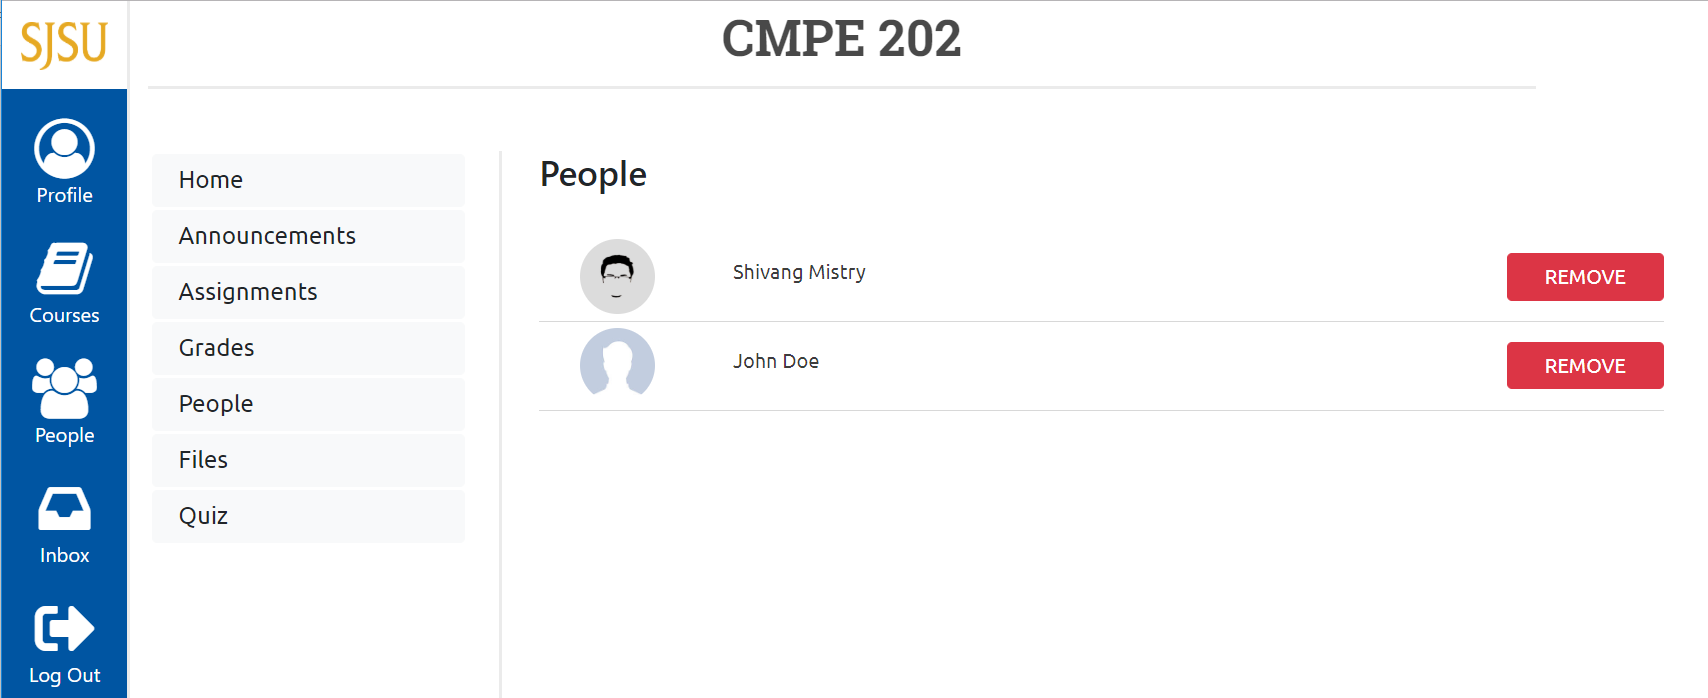 SJSU
CMPE 202
Profile
Courses
People
Inbox
Log Out
Home
Announcements
Assignments
Grades
People
Files
Quiz
People
Shivang Mistry
REMOVE
John Doe
REMOVE